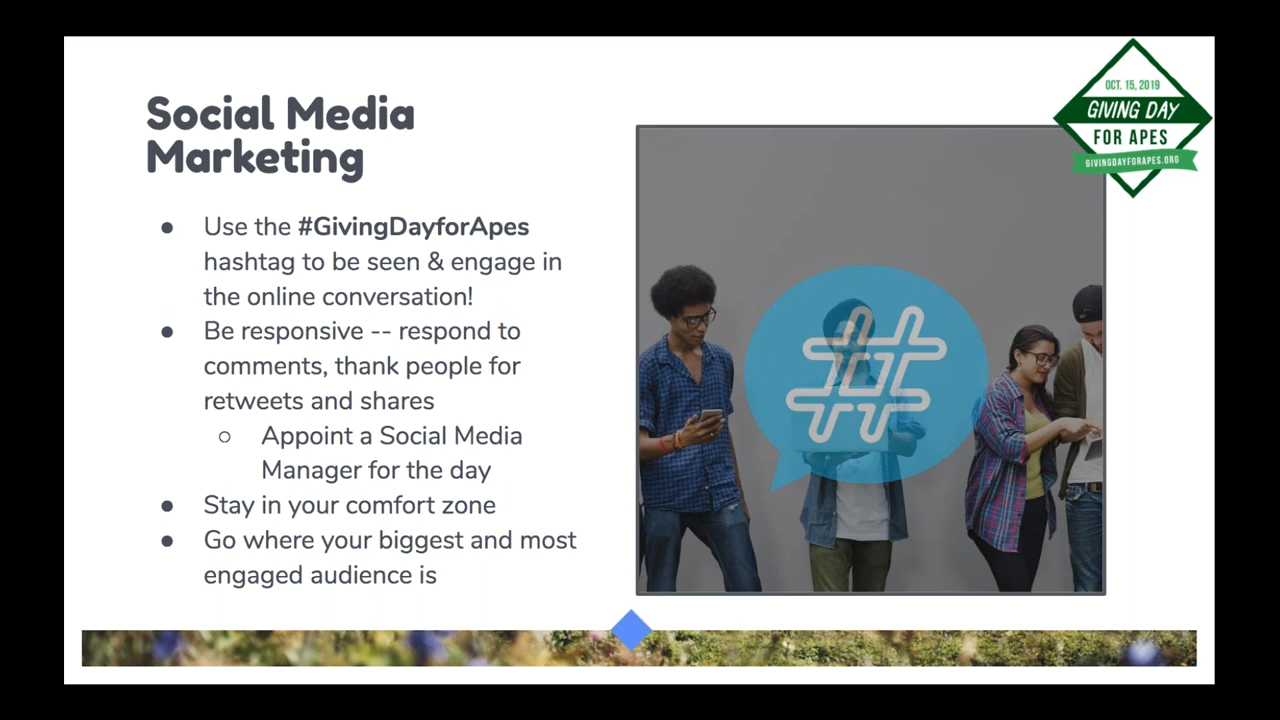 Social Media
Marketing
● Use the #GivingDayforApes
hashtag to be seen & engage in
the online conversation!
● Be responsive -- respond to
comments, thank people for
retweets and shares
○ Appoint a Social Media
Manager for the day
● Stay in your comfort zone
● Go where your biggest and most
engaged audience is
#
OCT. 15, 2019
GIVING DAY
FOR APES
GIVINGDAYFORAPES.ORG